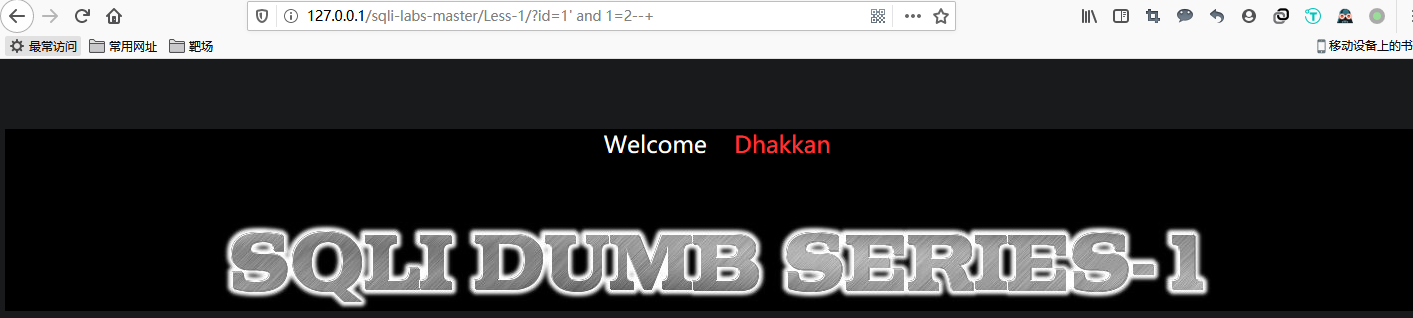 127.0.0.1/sqli-labs-master/Less-1/?id=1' and 1=2--+
最常访问 常用网址 靶场 移动设备上的书
Welcome Dhakkan
SQLI DUMB SERIES-1